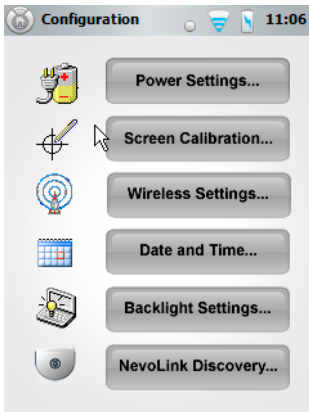 Configuration 11:06
Power Settings...
Screen Calibration...
Wireless Settings...
Date and Time...
Backlight Settings...
NevoLink Discovery...